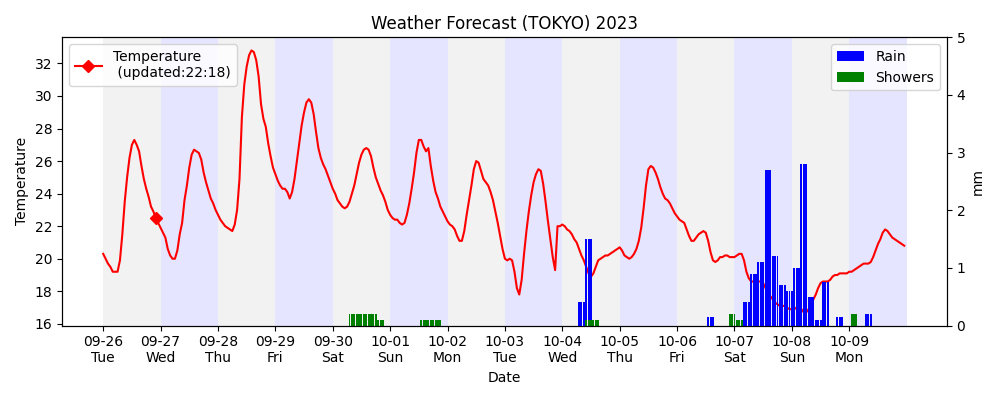 Weather Forecast (TOKYO) 2023
Temperature
(updated:22:18)
Rain
Showers
Temperature
32
30
28
26
24
22
20
18
16
5
4
3
2
1
0
mm
09-26 09-27 09-28 09-29 09-30 10-01 10-02 10-03 10-04 10-05 10-06 10-07 10-08 10-09
Tue Wed Thu Fri Sat Sun Mon Tue Wed Thu Fri Sat Sun Mon
Date